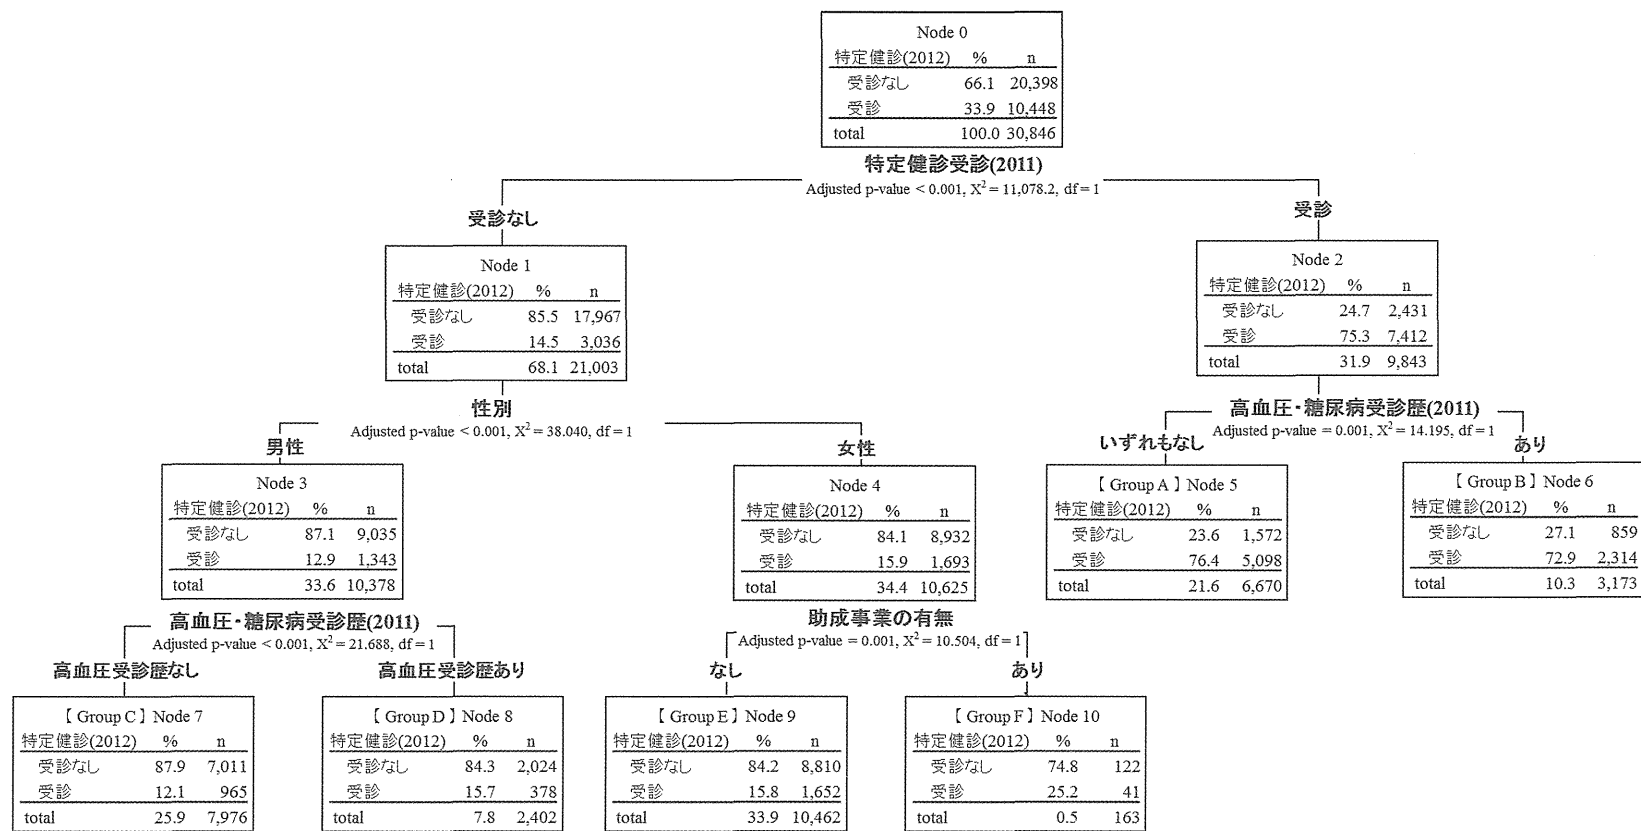 Node 0
特定健診(2012) % n
受診なし 66.1 20,398
受診 33.9 10,448
total 100.0 30,846
特定健診受診(2011)
Adjusted p-value < 0.001, X² = 11,078.2, df = 1
受診なし
受診
Node 1
特定健診(2012) % n
受診なし 85.5 17,967
受診 14.5 3,036
total 68.1 21,003
Node 2
特定健診(2012) % n
受診なし 24.7 2,431
受診 75.3 7,412
total 31.9 9,843
性別
Adjusted p-value < 0.001, X² = 38.040, df = 1
男性
女性
高血圧・糖尿病受診歴(2011)
Adjusted p-value = 0.001, X² = 14.195, df = 1
いずれもなし
あり
Node 3
特定健診(2012) % n
受診なし 87.1 9,035
受診 12.9 1,343
total 33.6 10,378
Node 4
特定健診(2012) % n
受診なし 84.1 8,932
受診 15.9 1,693
total 34.4 10,625
【Group A】Node 5
特定健診(2012) % n
受診なし 23.6 1,572
受診 76.4 5,098
total 21.6 6,670
【Group B】Node 6
特定健診(2012) % n
受診なし 27.1 859
受診 72.9 2,314
total 10.3 3,173
高血圧・糖尿病受診歴(2011)
Adjusted p-value < 0.001, X² = 21.688, df = 1
高血圧受診歴なし
高血圧受診歴あり
助成事業の有無
Adjusted p-value = 0.001, X² = 10.504, df = 1
なし
あり
【Group C】Node 7
特定健診(2012) % n
受診なし 87.9 7,011
受診 12.1 965
total 25.9 7,976
【Group D】Node 8
特定健診(2012) % n
受診なし 84.3 2,024
受診 15.7 378
total 7.8 2,402
【Group E】Node 9
特定健診(2012) % n
受診なし 84.2 8,810
受診 15.8 1,652
total 33.9 10,462
【Group F】Node 10
特定健診(2012) % n
受診なし 74.8 122
受診 25.2 41
total 0.5 163